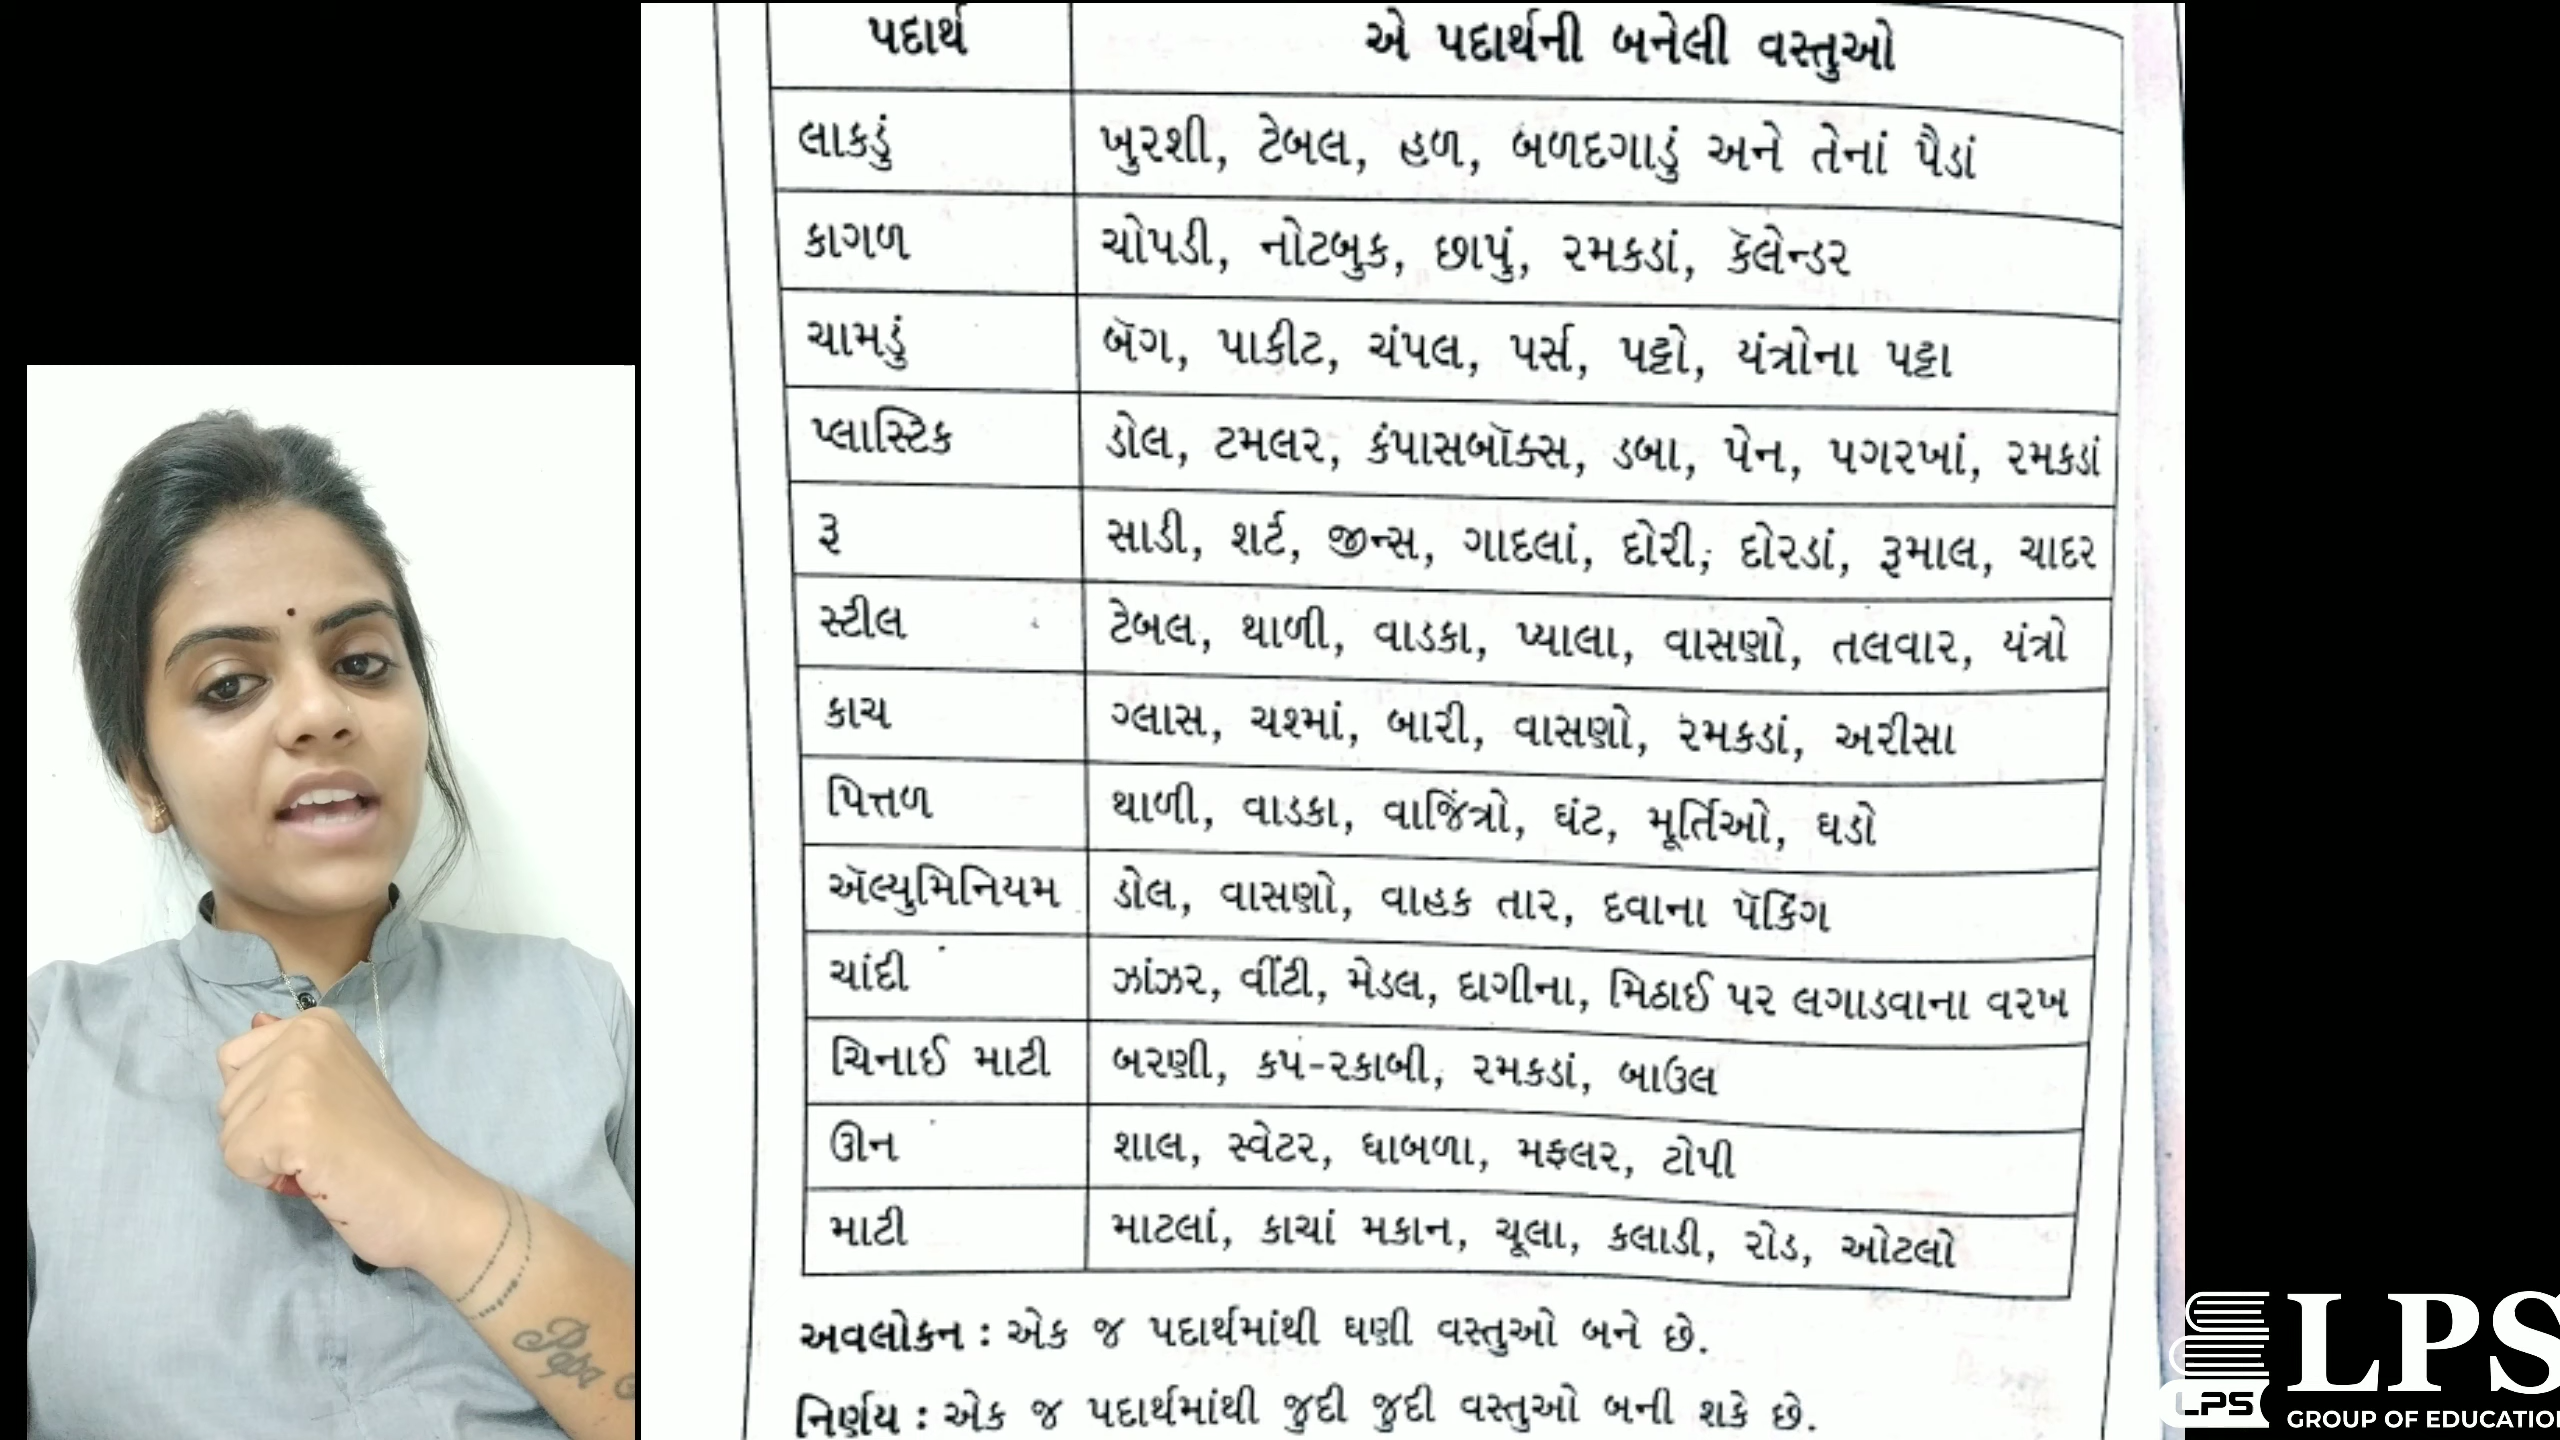 પદાર્થ એ પદાર્થની બનેલી વસ્તુઓ
લાકડું ખુરશી, ટેબલ, હળ, બળદગાડું અને તેનાં પૈડાં
કાગળ ચોપડી, નોટબુક, છાપું, રમકડાં, કૅલેન્ડર
ચામડું બૅગ, પાકીટ, ચંપલ, પર્સ, પટ્ટો, યંત્રોના પટ્ટા
પ્લાસ્ટિક ડોલ, ટમલર, કંપાસબૉક્સ, ડબા, પેન, પગરખાં, રમકડાં
રૂ સાડી, શર્ટ, જીન્સ, ગાદલાં, દોરી, દોરડાં, રૂમાલ, ચાદર
સ્ટીલ ટેબલ, થાળી, વાડકા, પ્યાલા, વાસણો, તલવાર, યંત્રો
કાચ ગ્લાસ, ચશ્માં, બારી, વાસણો, રમકડાં, અરીસા
પિત્તળ થાળી, વાડકા, વાજિંત્રો, ઘંટ, મૂર્તિઓ, ઘડો
ઍલ્યુમિનિયમ ડોલ, વાસણો, વાહક તાર, દવાના પૅકિંગ
ચાંદી ઝાંઝર, વીંટી, મેડલ, દાગીના, મિઠાઈ પર લગાડવાના વરખ
ચિનાઈ માટી બરણી, કપ-રકાબી, રમકડાં, બાઉલ
ઊન શાલ, સ્વેટર, ધાબળા, મફલર, ટોપી
માટી માટલાં, કાચાં મકાન, ચૂલા, કલાડી, રોડ, ઓટલો
અવલોકન : એક જ પદાર્થમાંથી ઘણી વસ્તુઓ બને છે.
નિર્ણય : એક જ પદાર્થમાંથી જુદી જુદી વસ્તુઓ બની શકે છે.
Papa
LPS
LPS
GROUP OF EDUCATION